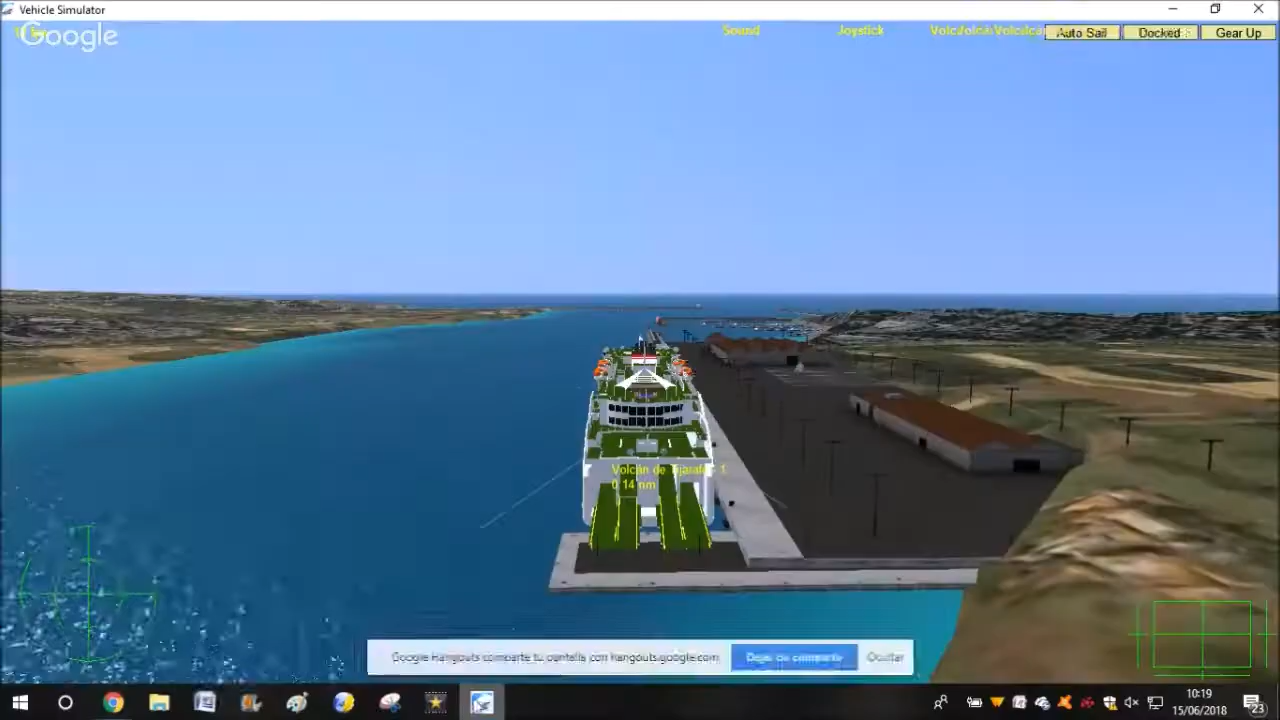 Vehicle Simulator
Google
Sound
Joystick
Auto Sail
Docked
Gear Up
Volcán de Tijarafe 1
0.14 nm
Google Hangouts comparte tu pantalla con hangouts.google.com
Dejar de compartir
Ocultar
10:19
15/06/2018
23